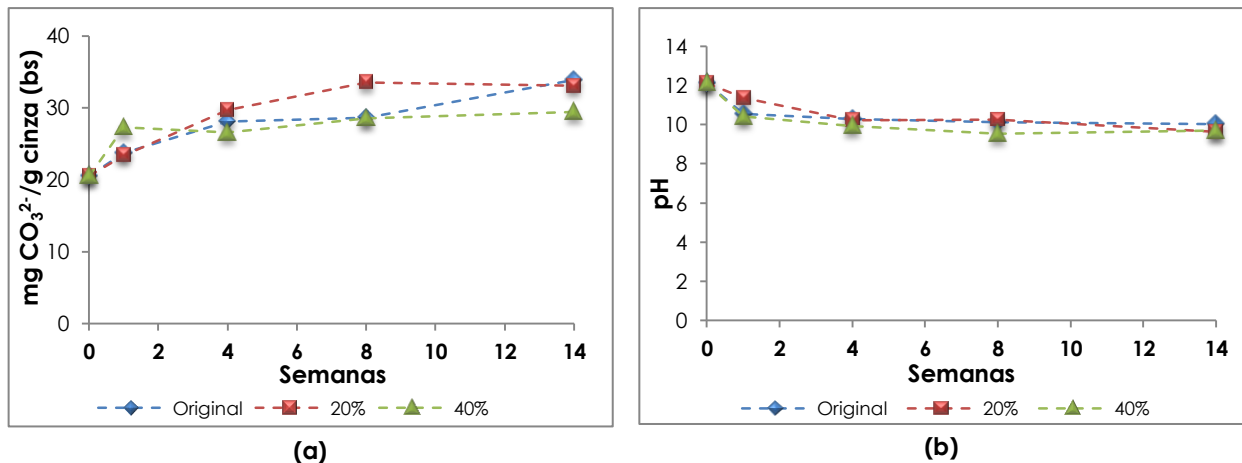 mg CO₃²⁻/g cinza (bs)
40
30
20
10
0
0 2 4 6 8 10 12 14
Semanas
Original 20% 40%
(a)
pH
14
12
10
8
6
4
2
0
0 2 4 6 8 10 12 14
Semanas
Original 20% 40%
(b)